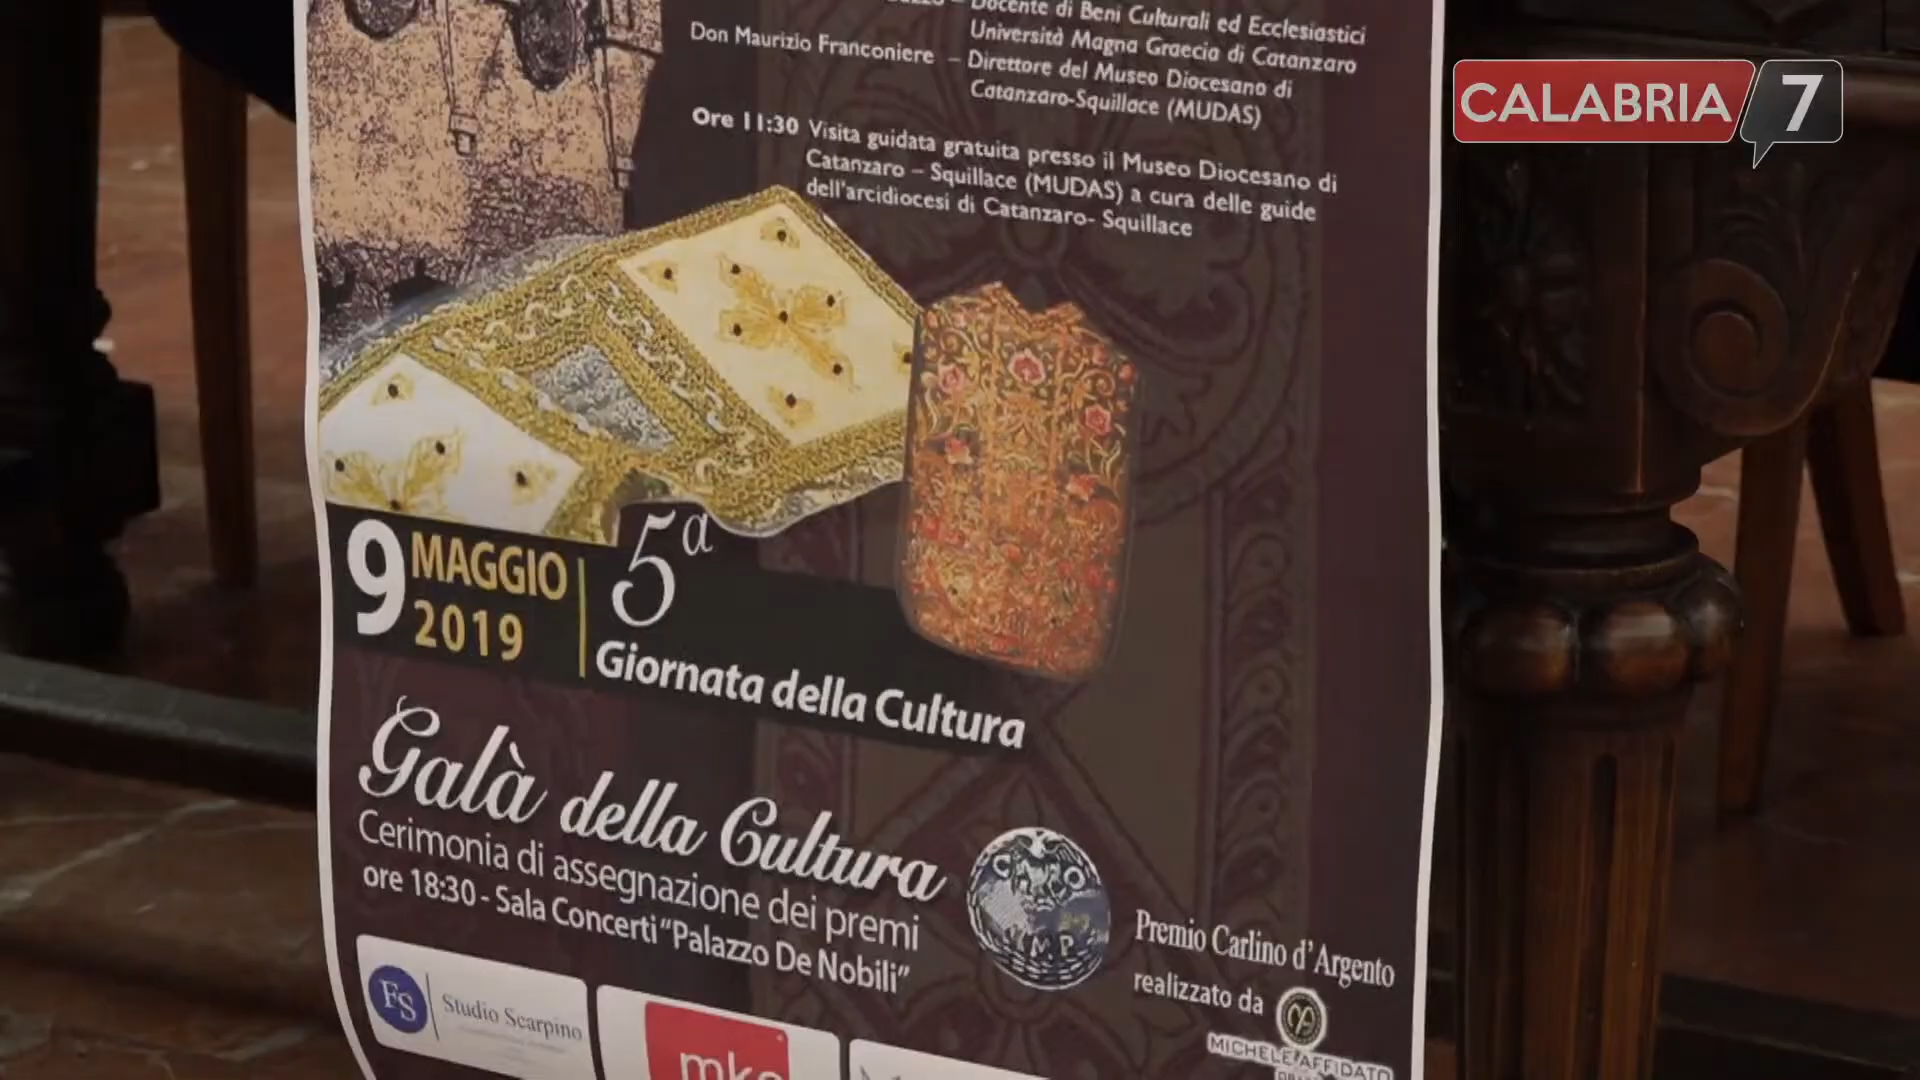 Docente di Beni Culturali ed Ecclesiastici
Università Magna Graecia di Catanzaro
Don Maurizio Franconiere – Direttore del Museo Diocesano di
Catanzaro-Squillace (MUDAS)
Ore 11:30 Visita guidata gratuita presso il Museo Diocesano di
Catanzaro – Squillace (MUDAS) a cura delle guide
dell'arcidiocesi di Catanzaro- Squillace
CALABRIA 7
9 MAGGIO
2019
5ª
Giornata della Cultura
Galà della Cultura
Cerimonia di assegnazione dei premi
ore 18:30 - Sala Concerti "Palazzo De Nobili"
CARLO
IMP
Premio Carlino d'Argento
realizzato da
MICHELE AFFIDATO
FS
Studio Scarpino